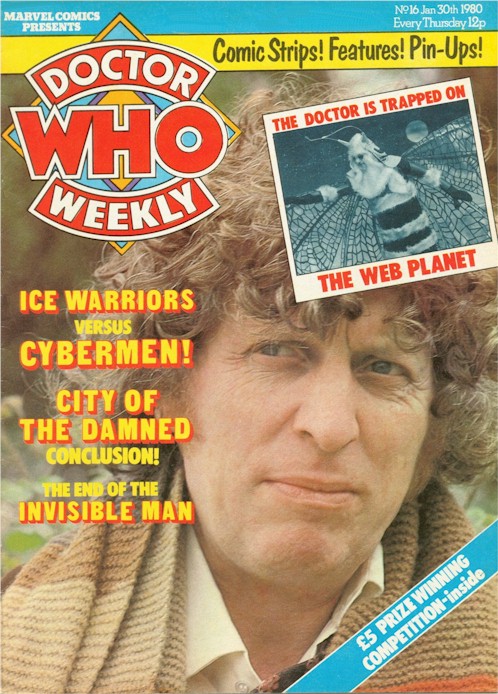 MARVEL COMICS
PRESENTS
Nº16 Jan 30th 1980
Every Thursday 12p
Comic Strips! Features! Pin-Ups!
DOCTOR
WHO
WEEKLY
THE DOCTOR IS TRAPPED ON
THE WEB PLANET
ICE WARRIORS
VERSUS
CYBERMEN!
CITY OF
THE DAMNED
CONCLUSION!
THE END OF THE
INVISIBLE MAN
£5 PRIZE WINNING
COMPETITION-inside